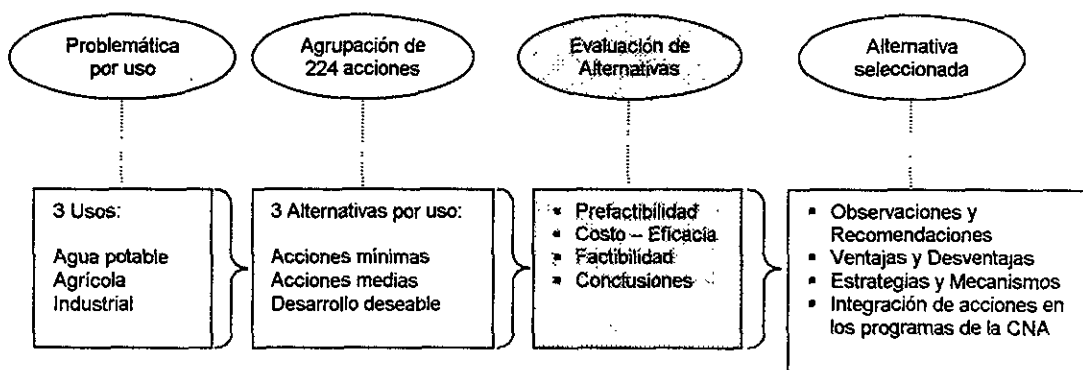 Problemática
por uso
Agrupación de
224 acciones
Evaluación de
Alternativas
Alternativa
seleccionada
3 Usos:
Agua potable
Agrícola
Industrial
3 Alternativas por uso:
Acciones mínimas
Acciones medias
Desarrollo deseable
▪ Prefactibilidad
▪ Costo – Eficacia
▪ Factibilidad
▪ Conclusiones
▪ Observaciones y
Recomendaciones
▪ Ventajas y Desventajas
▪ Estrategias y Mecanismos
▪ Integración de acciones en
los programas de la CNA